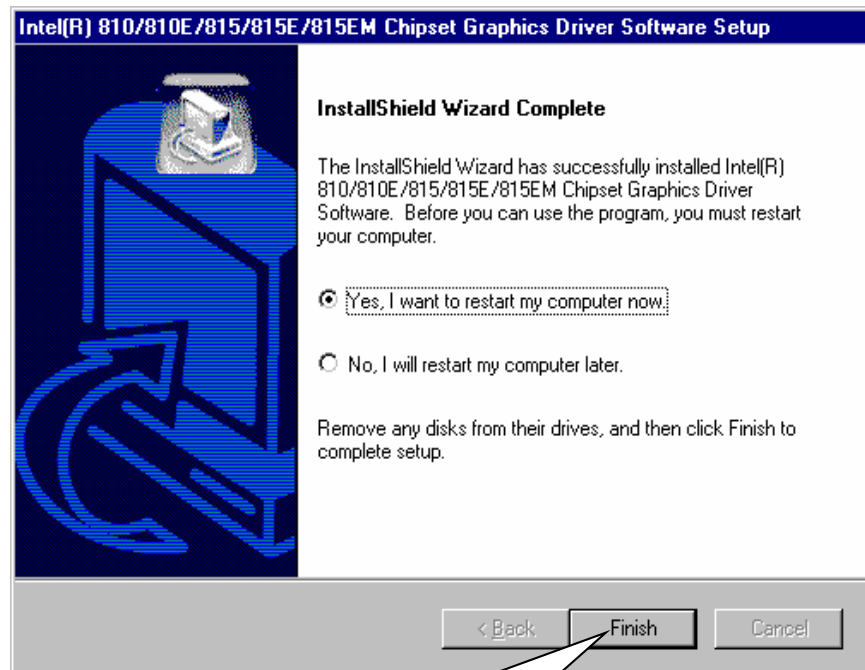 Intel(R) 810/810E/815/815E/815EM Chipset Graphics Driver Software Setup
InstallShield Wizard Complete
The InstallShield Wizard has successfully installed Intel(R)
810/810E/815/815E/815EM Chipset Graphics Driver
Software. Before you can use the program, you must restart
your computer.
Yes, I want to restart my computer now.
No, I will restart my computer later.
Remove any disks from their drives, and then click Finish to
complete setup.
< Back Finish Cancel